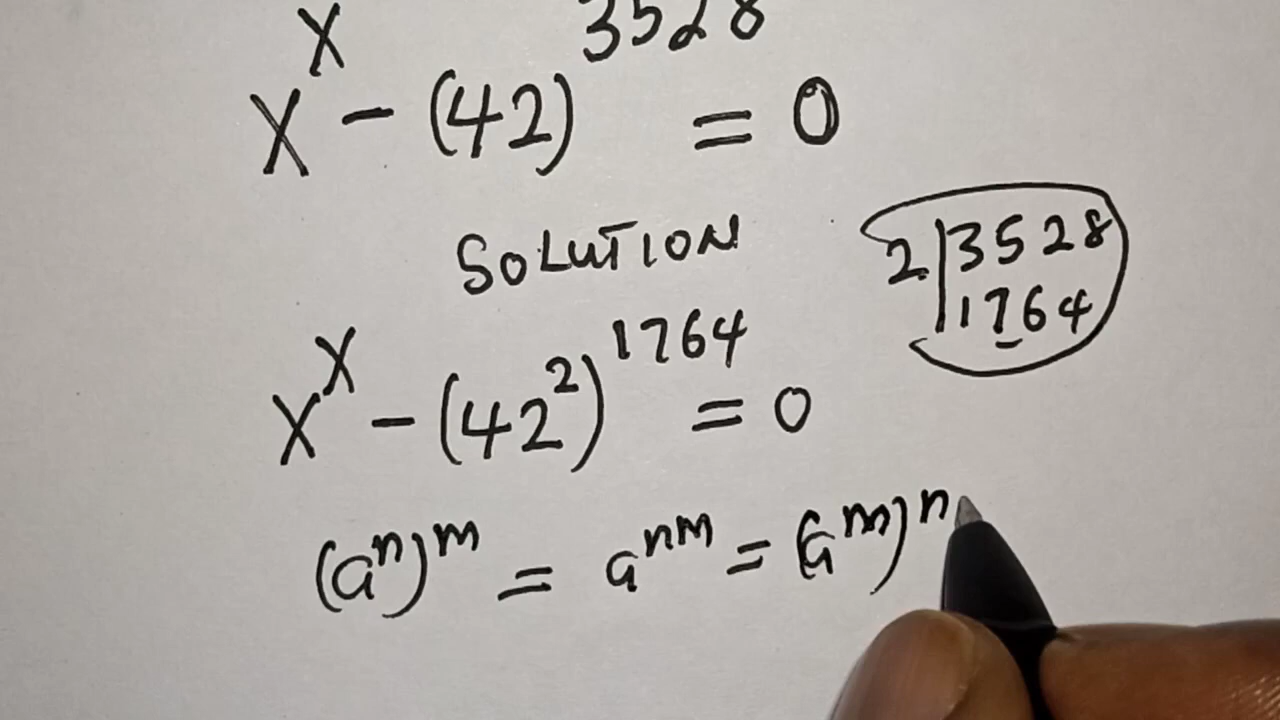 x^x - (42)^3528 = 0
SOLUTION
2|3528
1764
x^x - (42^2)^1764 = 0
(a^n)^m = a^nm = (a^m)^n